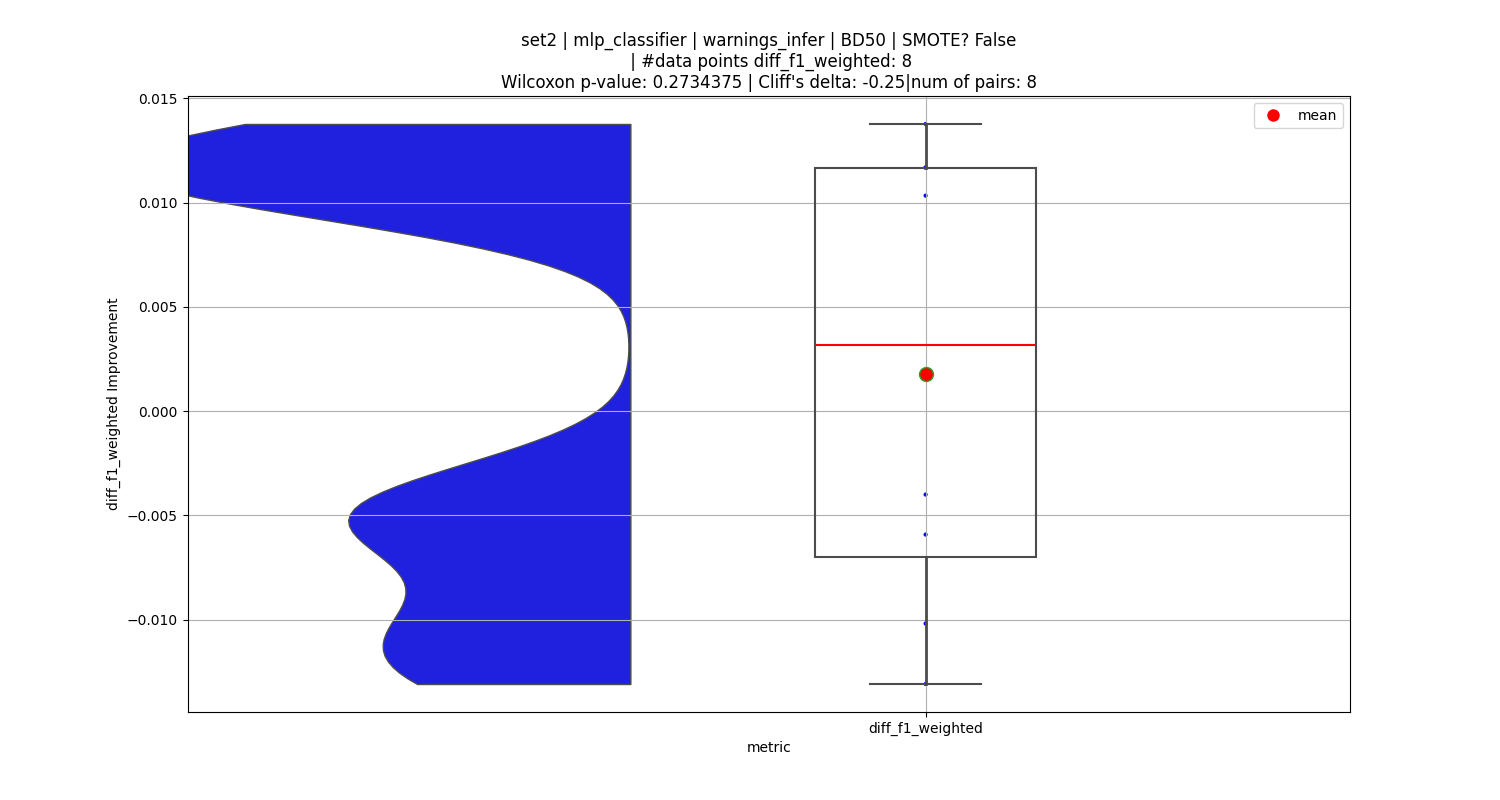 set2 | mlp_classifier | warnings_infer | BD50 | SMOTE? False
| #data points diff_f1_weighted: 8
Wilcoxon p-value: 0.2734375 | Cliff's delta: -0.25|num of pairs: 8
mean
0.015
0.010
0.005
0.000
−0.005
−0.010
diff_f1_weighted Improvement
diff_f1_weighted
metric